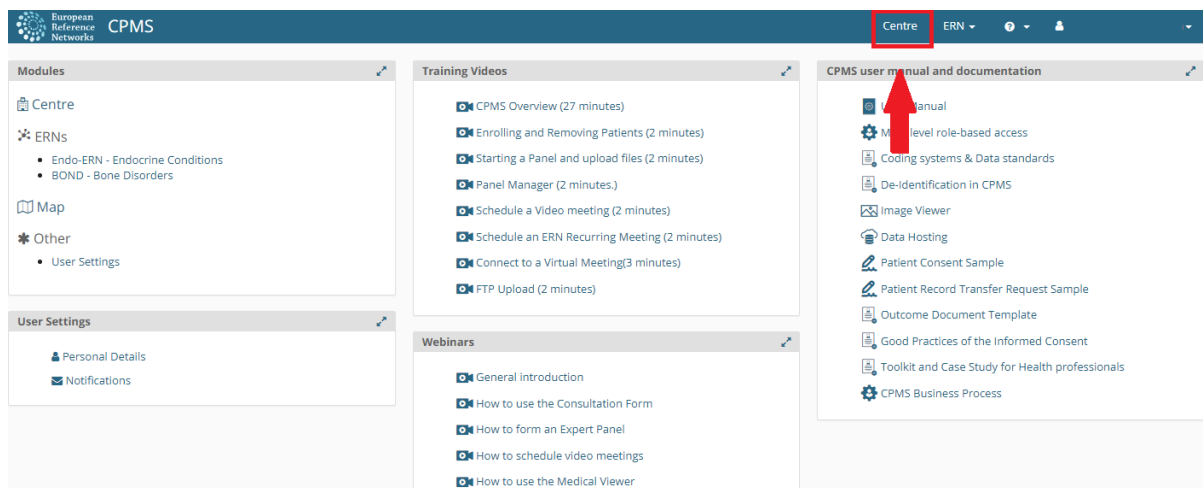 European
Reference
Networks
CPMS
Centre
ERN
Modules
Centre
ERNs
Endo-ERN - Endocrine Conditions
BOND - Bone Disorders
Map
Other
User Settings
User Settings
Personal Details
Notifications
Training Videos
CPMS Overview (27 minutes)
Enrolling and Removing Patients (2 minutes)
Starting a Panel and upload files (2 minutes)
Panel Manager (2 minutes.)
Schedule a Video meeting (2 minutes)
Schedule an ERN Recurring Meeting (2 minutes)
Connect to a Virtual Meeting(3 minutes)
FTP Upload (2 minutes)
Webinars
General introduction
How to use the Consultation Form
How to form an Expert Panel
How to schedule video meetings
How to use the Medical Viewer
CPMS user manual and documentation
Manual
level role-based access
Coding systems & Data standards
De-Identification in CPMS
Image Viewer
Data Hosting
Patient Consent Sample
Patient Record Transfer Request Sample
Outcome Document Template
Good Practices of the Informed Consent
Toolkit and Case Study for Health professionals
CPMS Business Process